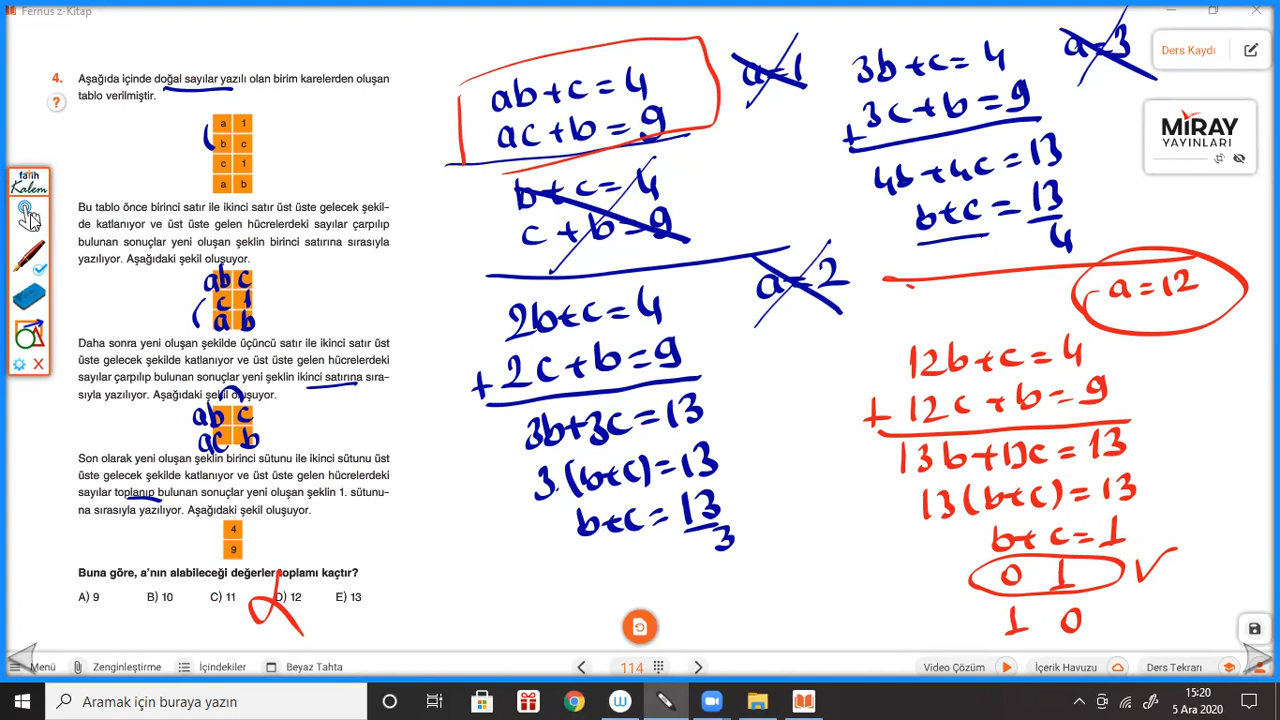 Fernus z-Kitap
4. Aşağıda içinde doğal sayılar yazılı olan birim karelerden oluşan
tablo verilmiştir.
?
a 1
b c
c 1
a b
Bu tablo önce birinci satır ile ikinci satır üst üste gelecek şekil-
de katlanıyor ve üst üste gelen hücrelerdeki sayılar çarpılıp
bulunan sonuçlar yeni oluşan şeklin birinci satırına sırasıyla
yazılıyor. Aşağıdaki şekil oluşuyor.
ab c
c 1
a b
Daha sonra yeni oluşan şekilde üçüncü satır ile ikinci satır üst
üste gelecek şekilde katlanıyor ve üst üste gelen hücrelerdeki
sayılar çarpılıp bulunan sonuçlar yeni şeklin ikinci satırına sıra-
sıyla yazılıyor. Aşağıdaki şekil oluşuyor.
ab c
ac b
Son olarak yeni oluşan şeklin birinci sütunu ile ikinci sütunu üst
üste gelecek şekilde katlanıyor ve üst üste gelen hücrelerdeki
sayılar toplanıp bulunan sonuçlar yeni oluşan şeklin 1. sütunu-
na sırasıyla yazılıyor. Aşağıdaki şekil oluşuyor.
4
9
Buna göre, a'nın alabileceği değerler toplamı kaçtır?
A) 9 B) 10 C) 11 D) 12 E) 13
ab+c=4
ac+b=9
a=1
b+c=4
c+b=9
a=2
2b+c=4
+2c+b=9
3b+3c=13
3.(b+c)=13
b+c=13
3
a=3
3b+c=4
+3c+b=9
4b+4c=13
b+c=13
4
a=12
12b+c=4
+12c+b=9
13b+13c=13
13(b+c)=13
b+c=1
0 1
1 0
Ders Kaydı
MİRAY
YAYINLARI
fatih
Kalem
Menü Zenginleştirme İçindekiler Beyaz Tahta 114 Video Çözüm İçerik Havuzu Ders Tekrarı
Aramak için buraya yazın
15:20
5 Ara 2020